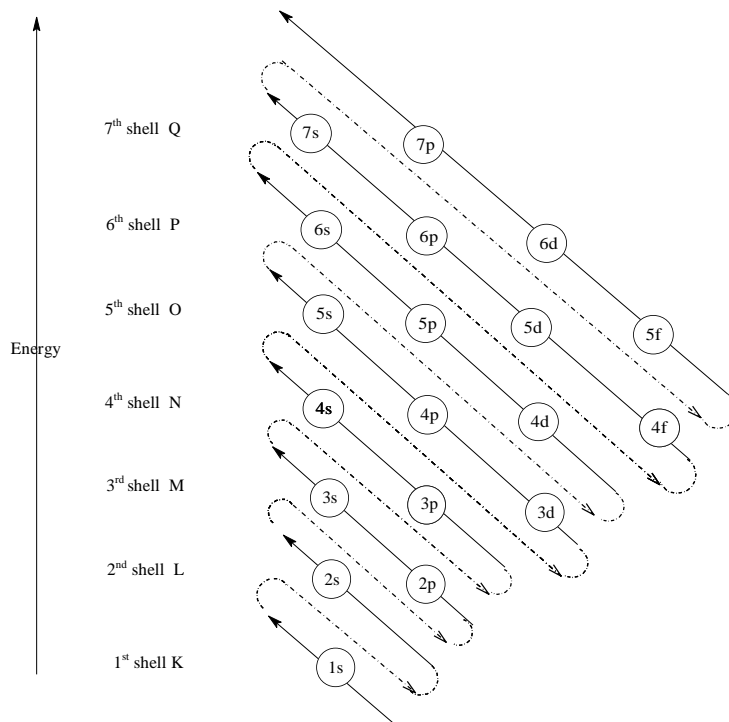 7th shell Q
7s
7p
6th shell P
6s
6p
6d
5th shell O
5s
5p
5d
5f
Energy
4th shell N
4s
4p
4d
4f
3rd shell M
3s
3p
3d
2nd shell L
2s
2p
1st shell K
1s